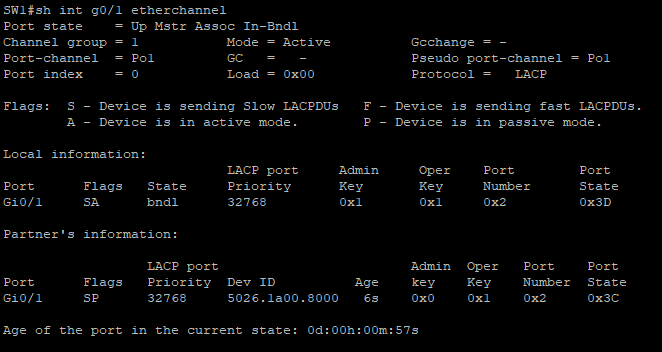 SW1#sh int g0/1 etherchannel
Port state    = Up Mstr Assoc In-Bndl
Channel group = 1           Mode = Active          Gcchange = -
Port-channel  = Po1         GC   =   -             Pseudo port-channel = Po1
Port index    = 0           Load = 0x00            Protocol =   LACP
Flags:  S - Device is sending Slow LACPDUs   F - Device is sending fast LACPDUs.
        A - Device is in active mode.        P - Device is in passive mode.
Local information:
                            LACP port     Admin     Oper    Port        Port
Port      Flags   State     Priority      Key       Key     Number      State
Gi0/1     SA      bndl      32768         0x1       0x1     0x2         0x3D
Partner's information:
                  LACP port                        Admin  Oper   Port    Port
Port      Flags   Priority  Dev ID          Age    key    Key    Number  State
Gi0/1     SP      32768     5026.1a00.8000   6s    0x0    0x1    0x2     0x3C
Age of the port in the current state: 0d:00h:00m:57s